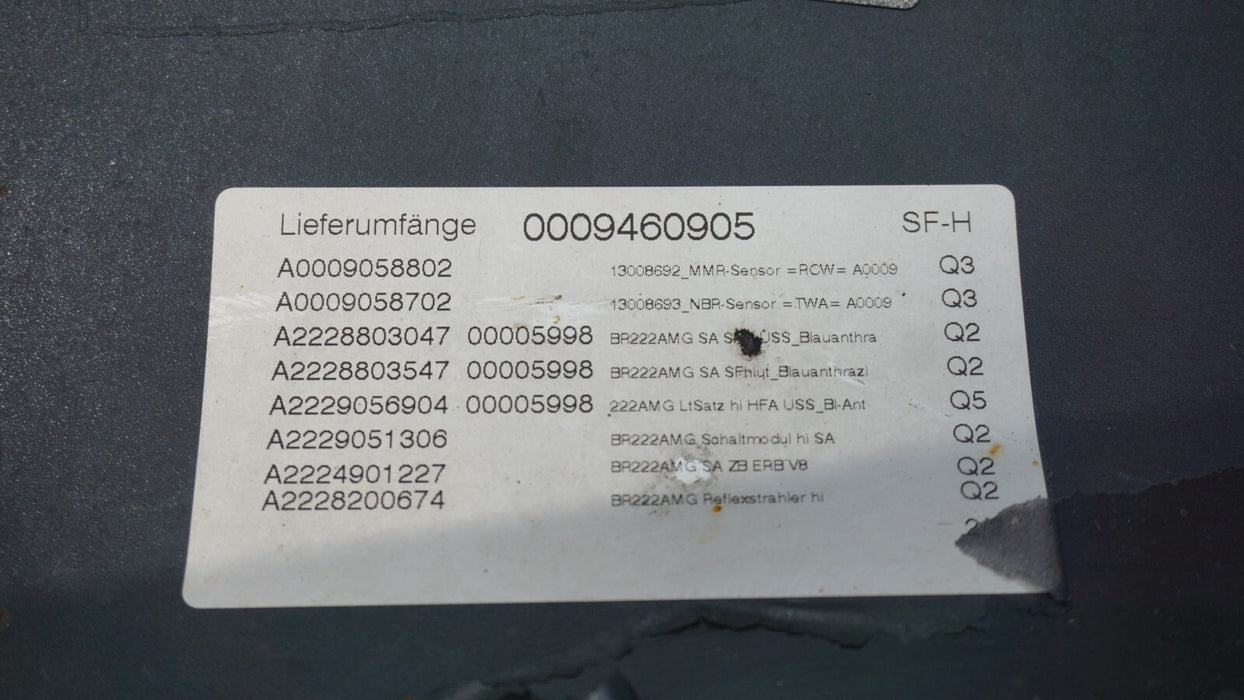 Lieferumfänge 0009460905 SF-H
A0009058802 13008692_MMR-Sensor =RCW= A0009 Q3
A0009058702 13008693_NBR-Sensor =TWA= A0009 Q3
A2228803047 00005998 BR222AMG SA USS_Blauanthra Q2
A2228803547 00005998 BR222AMG SA SFhiut_Blauanthrazi Q2
A2229056904 00005998 222AMG LtSatz hi HFA USS_Bl-Ant Q5
A2229051306 BR222AMG Schaltmodul hi SA Q2
A2224901227 BR222AMG SA ZB ERB V8 Q2
A2228200674 BR222AMG Reflexstrahler hi Q2